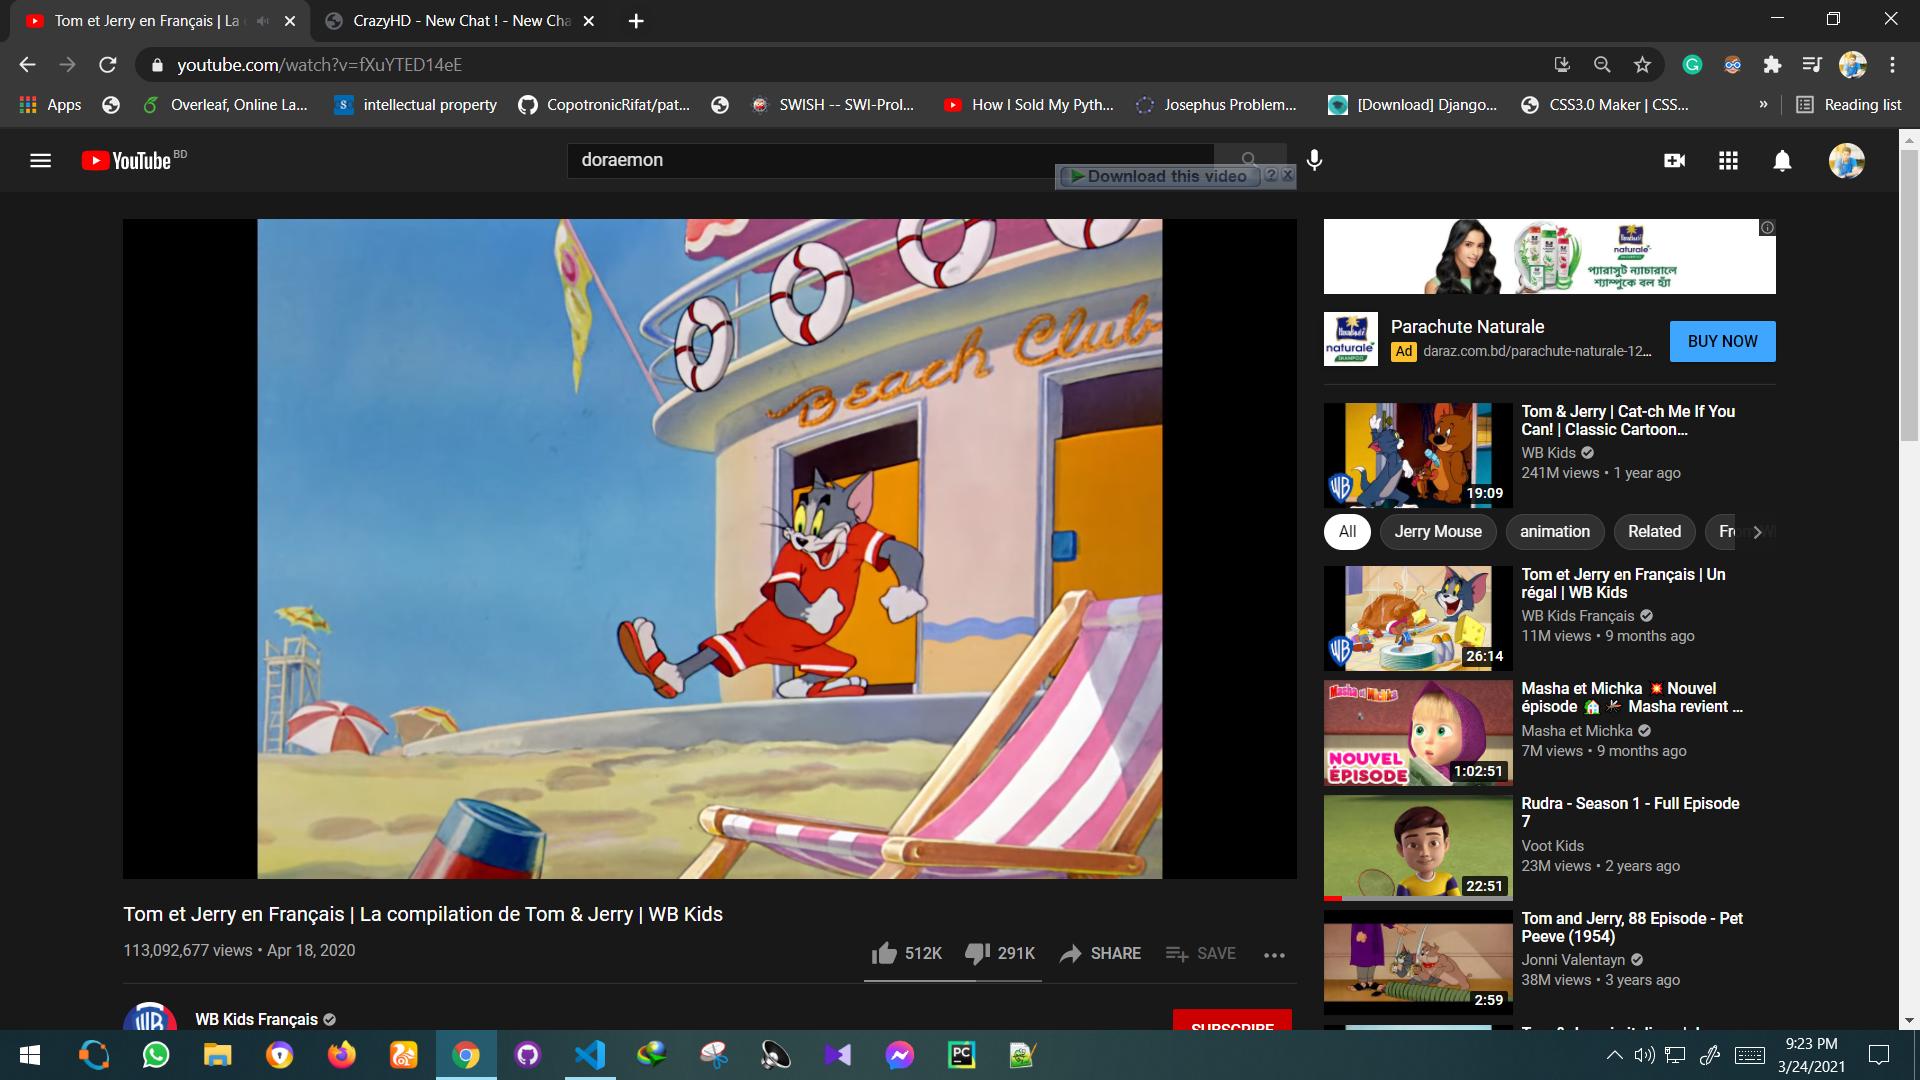 Tom et Jerry en Français | La
CrazyHD - New Chat ! - New Cha
youtube.com/watch?v=fXuYTED14eE
Apps
Overleaf, Online La...
intellectual property
CopotronicRifat/pat...
SWISH -- SWI-Prol...
How I Sold My Pyth...
Josephus Problem...
[Download] Django...
CSS3.0 Maker | CSS...
»
Reading list
YouTube BD
doraemon
Download this video
Beach Club
naturale
প্যারাসুট ন্যাচারালে
শ্যাম্পুকে বল হ্যাঁ
naturale
SHAMPOO
Parachute Naturale
Ad daraz.com.bd/parachute-naturale-12...
BUY NOW
Tom & Jerry | Cat-ch Me If You
Can! | Classic Cartoon...
WB Kids
241M views • 1 year ago
WB
19:09
All
Jerry Mouse
animation
Related
Tom et Jerry en Français | Un
régal | WB Kids
WB Kids Français
11M views • 9 months ago
WB
26:14
Masha et Michka
NOUVEL
ÉPISODE
1:02:51
Masha et Michka 💥 Nouvel
épisode 🏠 🕷 Masha revient ...
Masha et Michka
7M views • 9 months ago
Rudra - Season 1 - Full Episode
7
Voot Kids
23M views • 2 years ago
22:51
Tom and Jerry, 88 Episode - Pet
Peeve (1954)
Jonni Valentayn
38M views • 3 years ago
2:59
Tom et Jerry en Français | La compilation de Tom & Jerry | WB Kids
113,092,677 views • Apr 18, 2020
512K
291K
SHARE
SAVE
WB Kids Français
SUBSCRIBE
PC
9:23 PM
3/24/2021